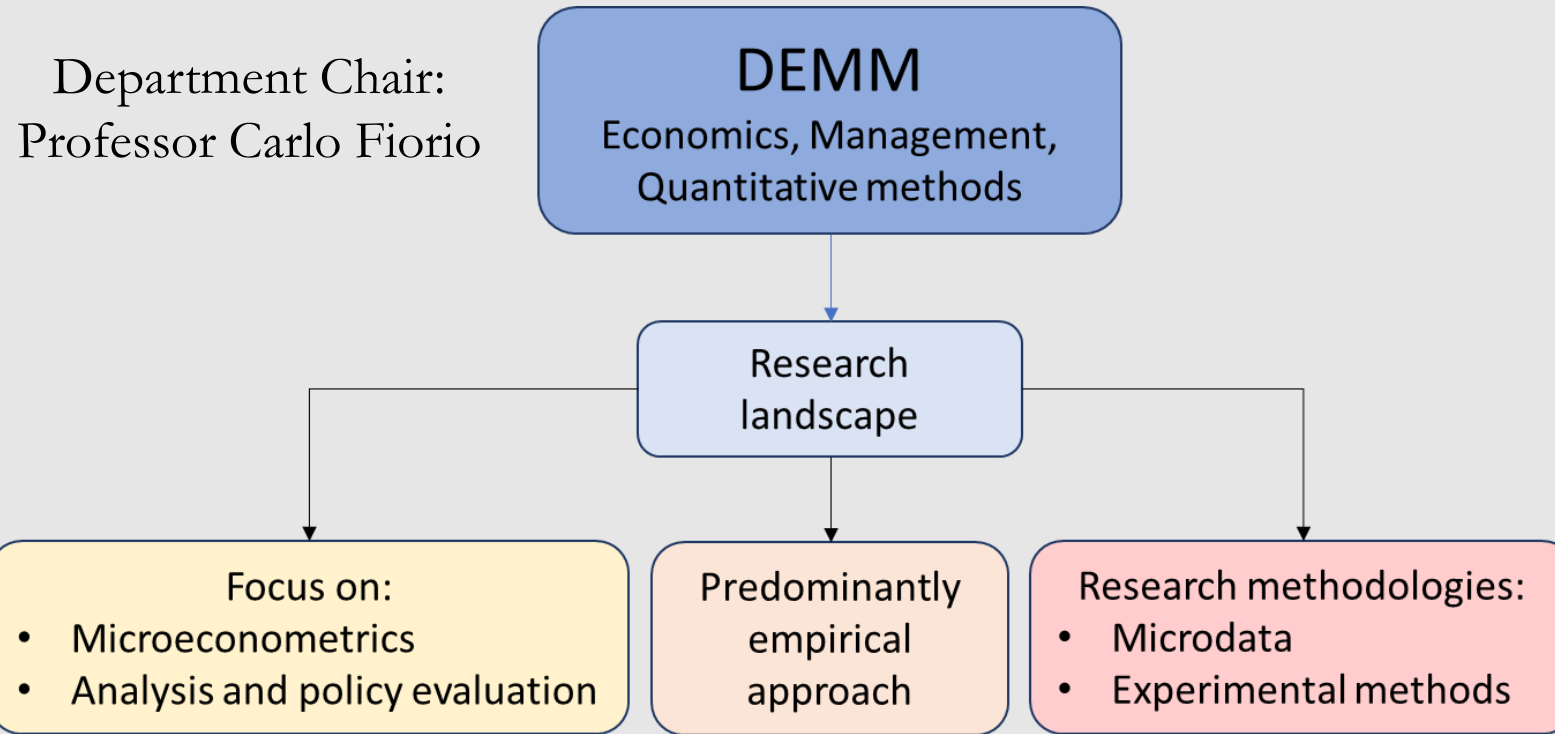 Department Chair:
Professor Carlo Fiorio
DEMM
Economics, Management,
Quantitative methods
Research
landscape
Focus on:
• Microeconometrics
• Analysis and policy evaluation
Predominantly
empirical
approach
Research methodologies:
• Microdata
• Experimental methods